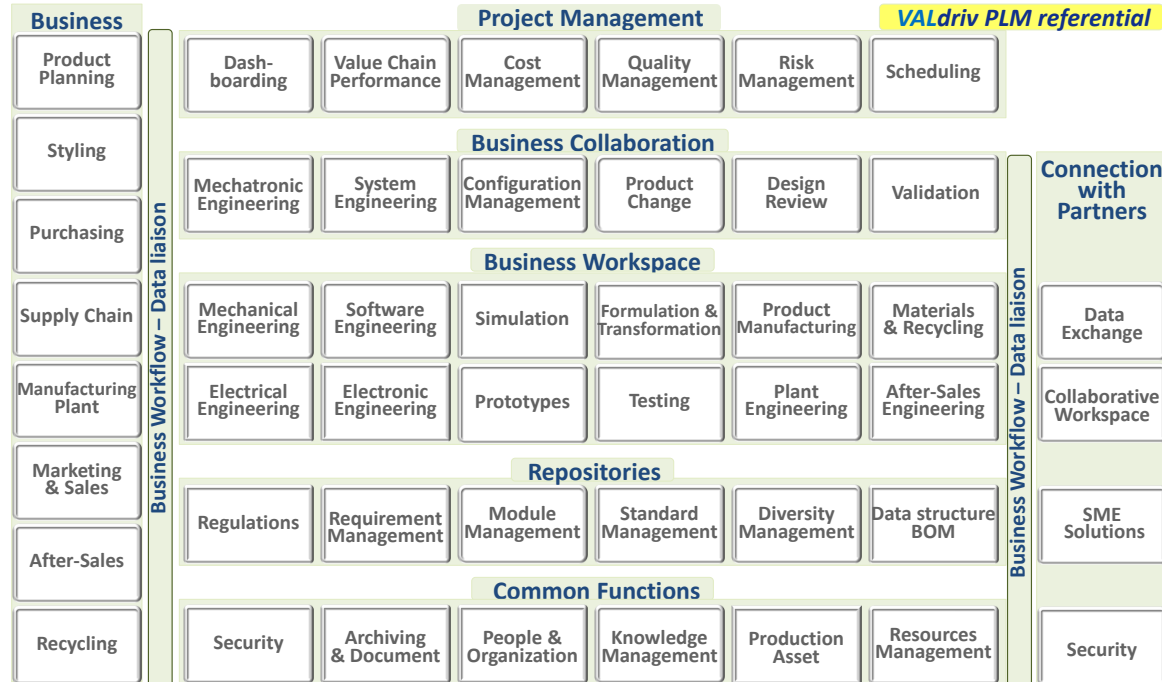 Business
Product
Planning
Styling
Purchasing
Supply Chain
Manufacturing
Plant
Marketing
& Sales
After-Sales
Recycling
Business Workflow – Data liaison
Project Management
VALdriv PLM referential
Dash-
boarding
Value Chain
Performance
Cost
Management
Quality
Management
Risk
Management
Scheduling
Business Collaboration
Mechatronic
Engineering
System
Engineering
Configuration
Management
Product
Change
Design
Review
Validation
Business Workspace
Mechanical
Engineering
Software
Engineering
Simulation
Formulation &
Transformation
Product
Manufacturing
Materials
& Recycling
Electrical
Engineering
Electronic
Engineering
Prototypes
Testing
Plant
Engineering
After-Sales
Engineering
Repositories
Regulations
Requirement
Management
Module
Management
Standard
Management
Diversity
Management
Data structure
BOM
Common Functions
Security
Archiving
& Document
People &
Organization
Knowledge
Management
Production
Asset
Resources
Management
Business Workflow – Data liaison
Connection
with
Partners
Data
Exchange
Collaborative
Workspace
SME
Solutions
Security